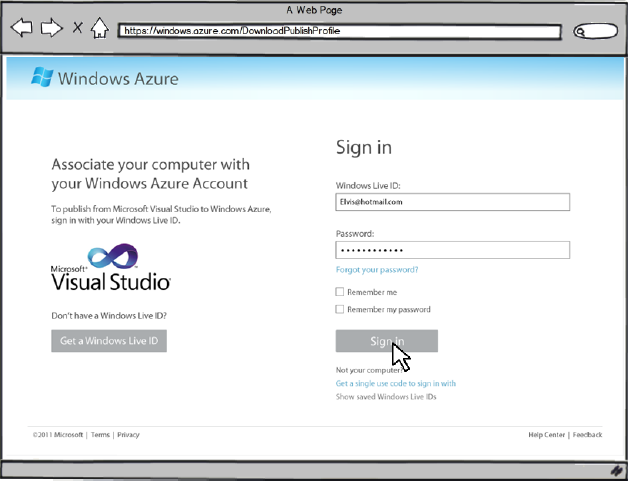 A Web Page
https://windows.azure.com/DownloadPublishProfile
Windows Azure
Associate your computer with
your Windows Azure Account
To publish from Microsoft Visual Studio to Windows Azure,
sign in with your Windows Live ID.
Microsoft®
Visual Studio®
Don't have a Windows Live ID?
Get a Windows Live ID
Sign in
Windows Live ID:
Elvis@hotmail.com
Password:
••••••••••••
Forgot your password?
Remember me
Remember my password
Sign in
Not your computer?
Get a single use code to sign in with
Show saved Windows Live IDs
©2011 Microsoft | Terms | Privacy
Help Center | Feedback